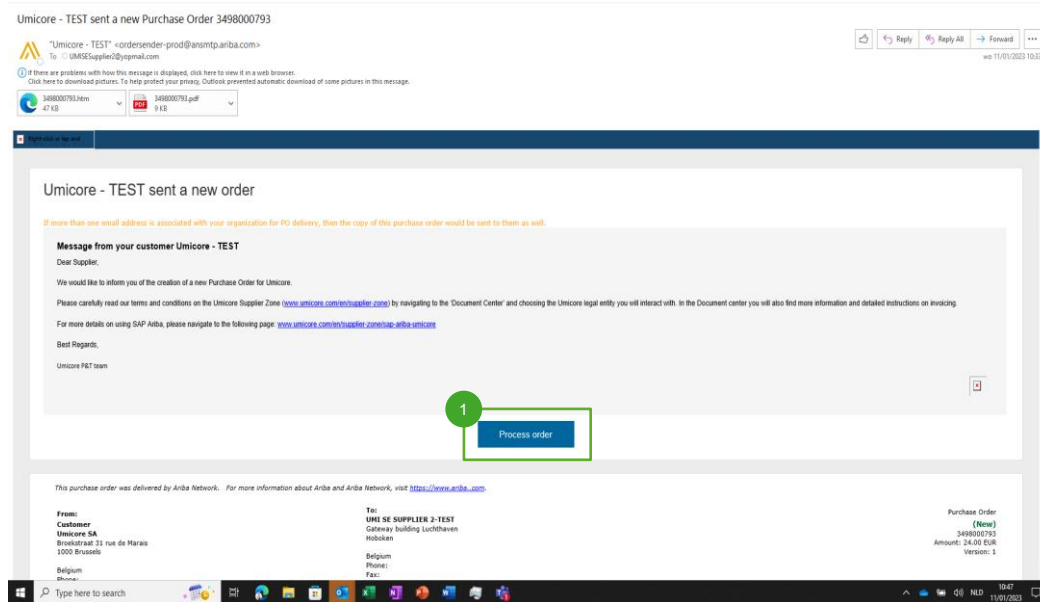 Umicore - TEST sent a new Purchase Order 3498000793
"Umicore - TEST" <ordersender-prod@ansmtp.ariba.com>
To UMISESupplier2@yopmail.com
Reply Reply All Forward
wo 11/01/2023 10:33
If there are problems with how this message is displayed, click here to view it in a web browser.
Click here to download pictures. To help protect your privacy, Outlook prevented automatic download of some pictures in this message.
3498000793.htm
47 KB
3498000793.pdf
9 KB
PDF
Umicore - TEST sent a new order
If more than one email address is associated with your organization for PO delivery, then the copy of this purchase order would be sent to them as well.
Message from your customer Umicore - TEST
Dear Supplier,
We would like to inform you of the creation of a new Purchase Order for Umicore.
Please carefully read our terms and conditions on the Umicore Supplier Zone (www.umicore.com/en/supplier-zone) by navigating to the 'Document Center' and choosing the Umicore legal entity you will interact with. In the Document center you will also find more information and detailed instructions on invoicing.
For more details on using SAP Ariba, please navigate to the following page: www.umicore.com/en/supplier-zone/sap-ariba-umicore
Best Regards,
Umicore P&T team
1
Process order
This purchase order was delivered by Ariba Network. For more information about Ariba and Ariba Network, visit https://www.ariba..com.
From:
Customer
Umicore SA
Broekstraat 31 rue de Marais
1000 Brussels
Belgium
Phone:
To:
UMI SE SUPPLIER 2-TEST
Gateway building Luchthaven
Hoboken
Belgium
Phone:
Fax:
Purchase Order
(New)
3498000793
Amount: 24.00 EUR
Version: 1
Type here to search
NLD
10:47
11/01/2023